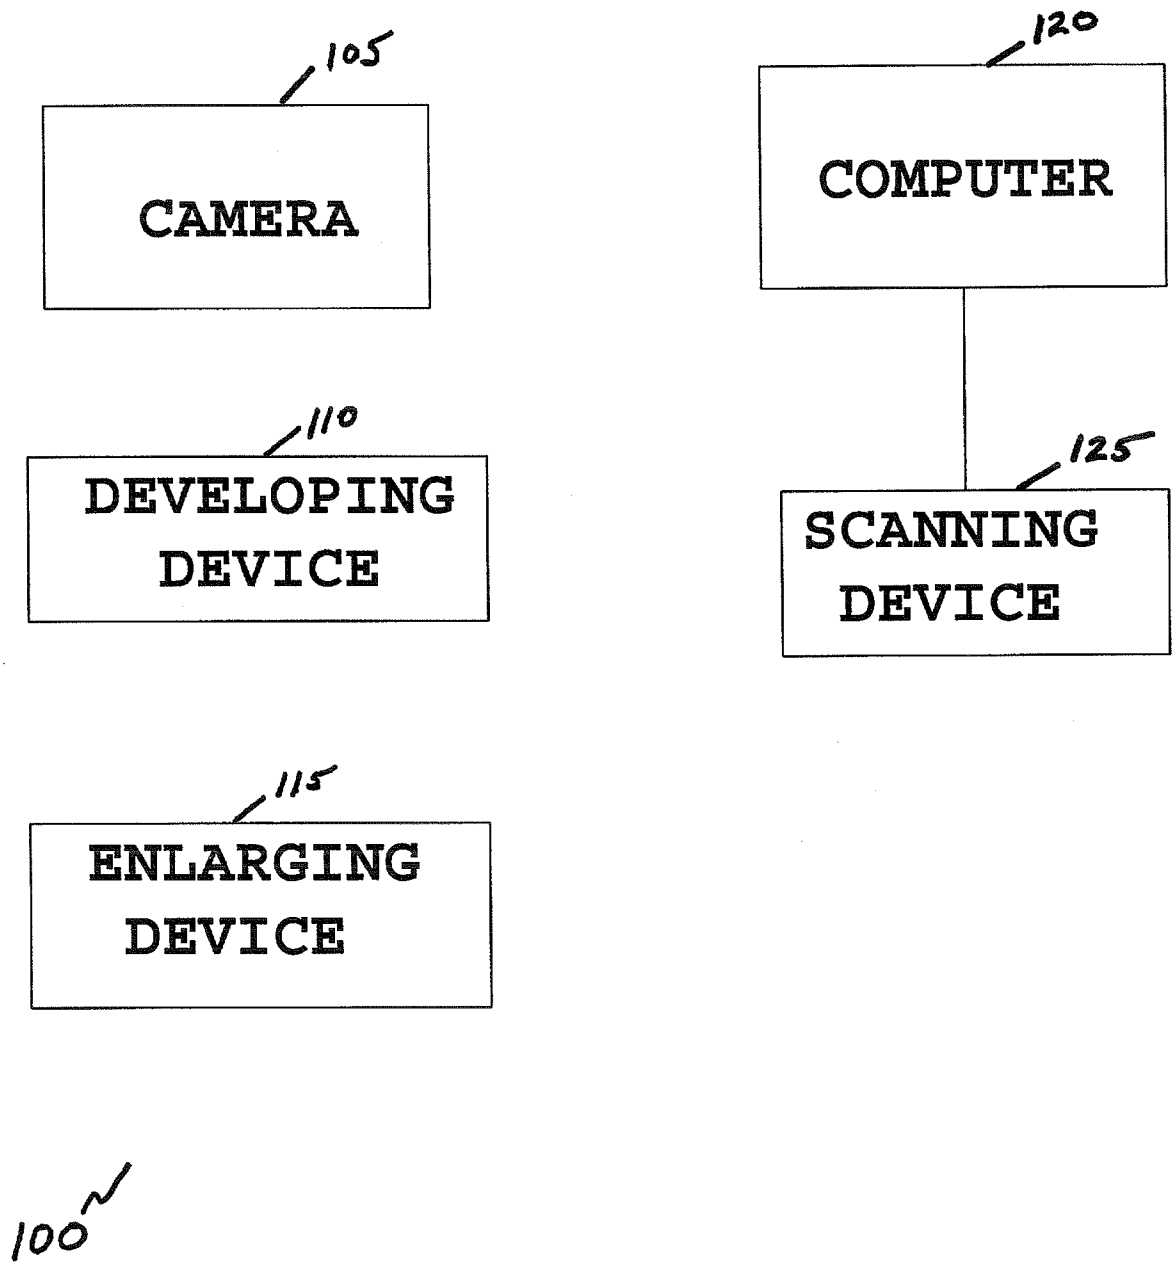 105
CAMERA
110
DEVELOPING
DEVICE
115
ENLARGING
DEVICE
120
COMPUTER
125
SCANNING
DEVICE
100